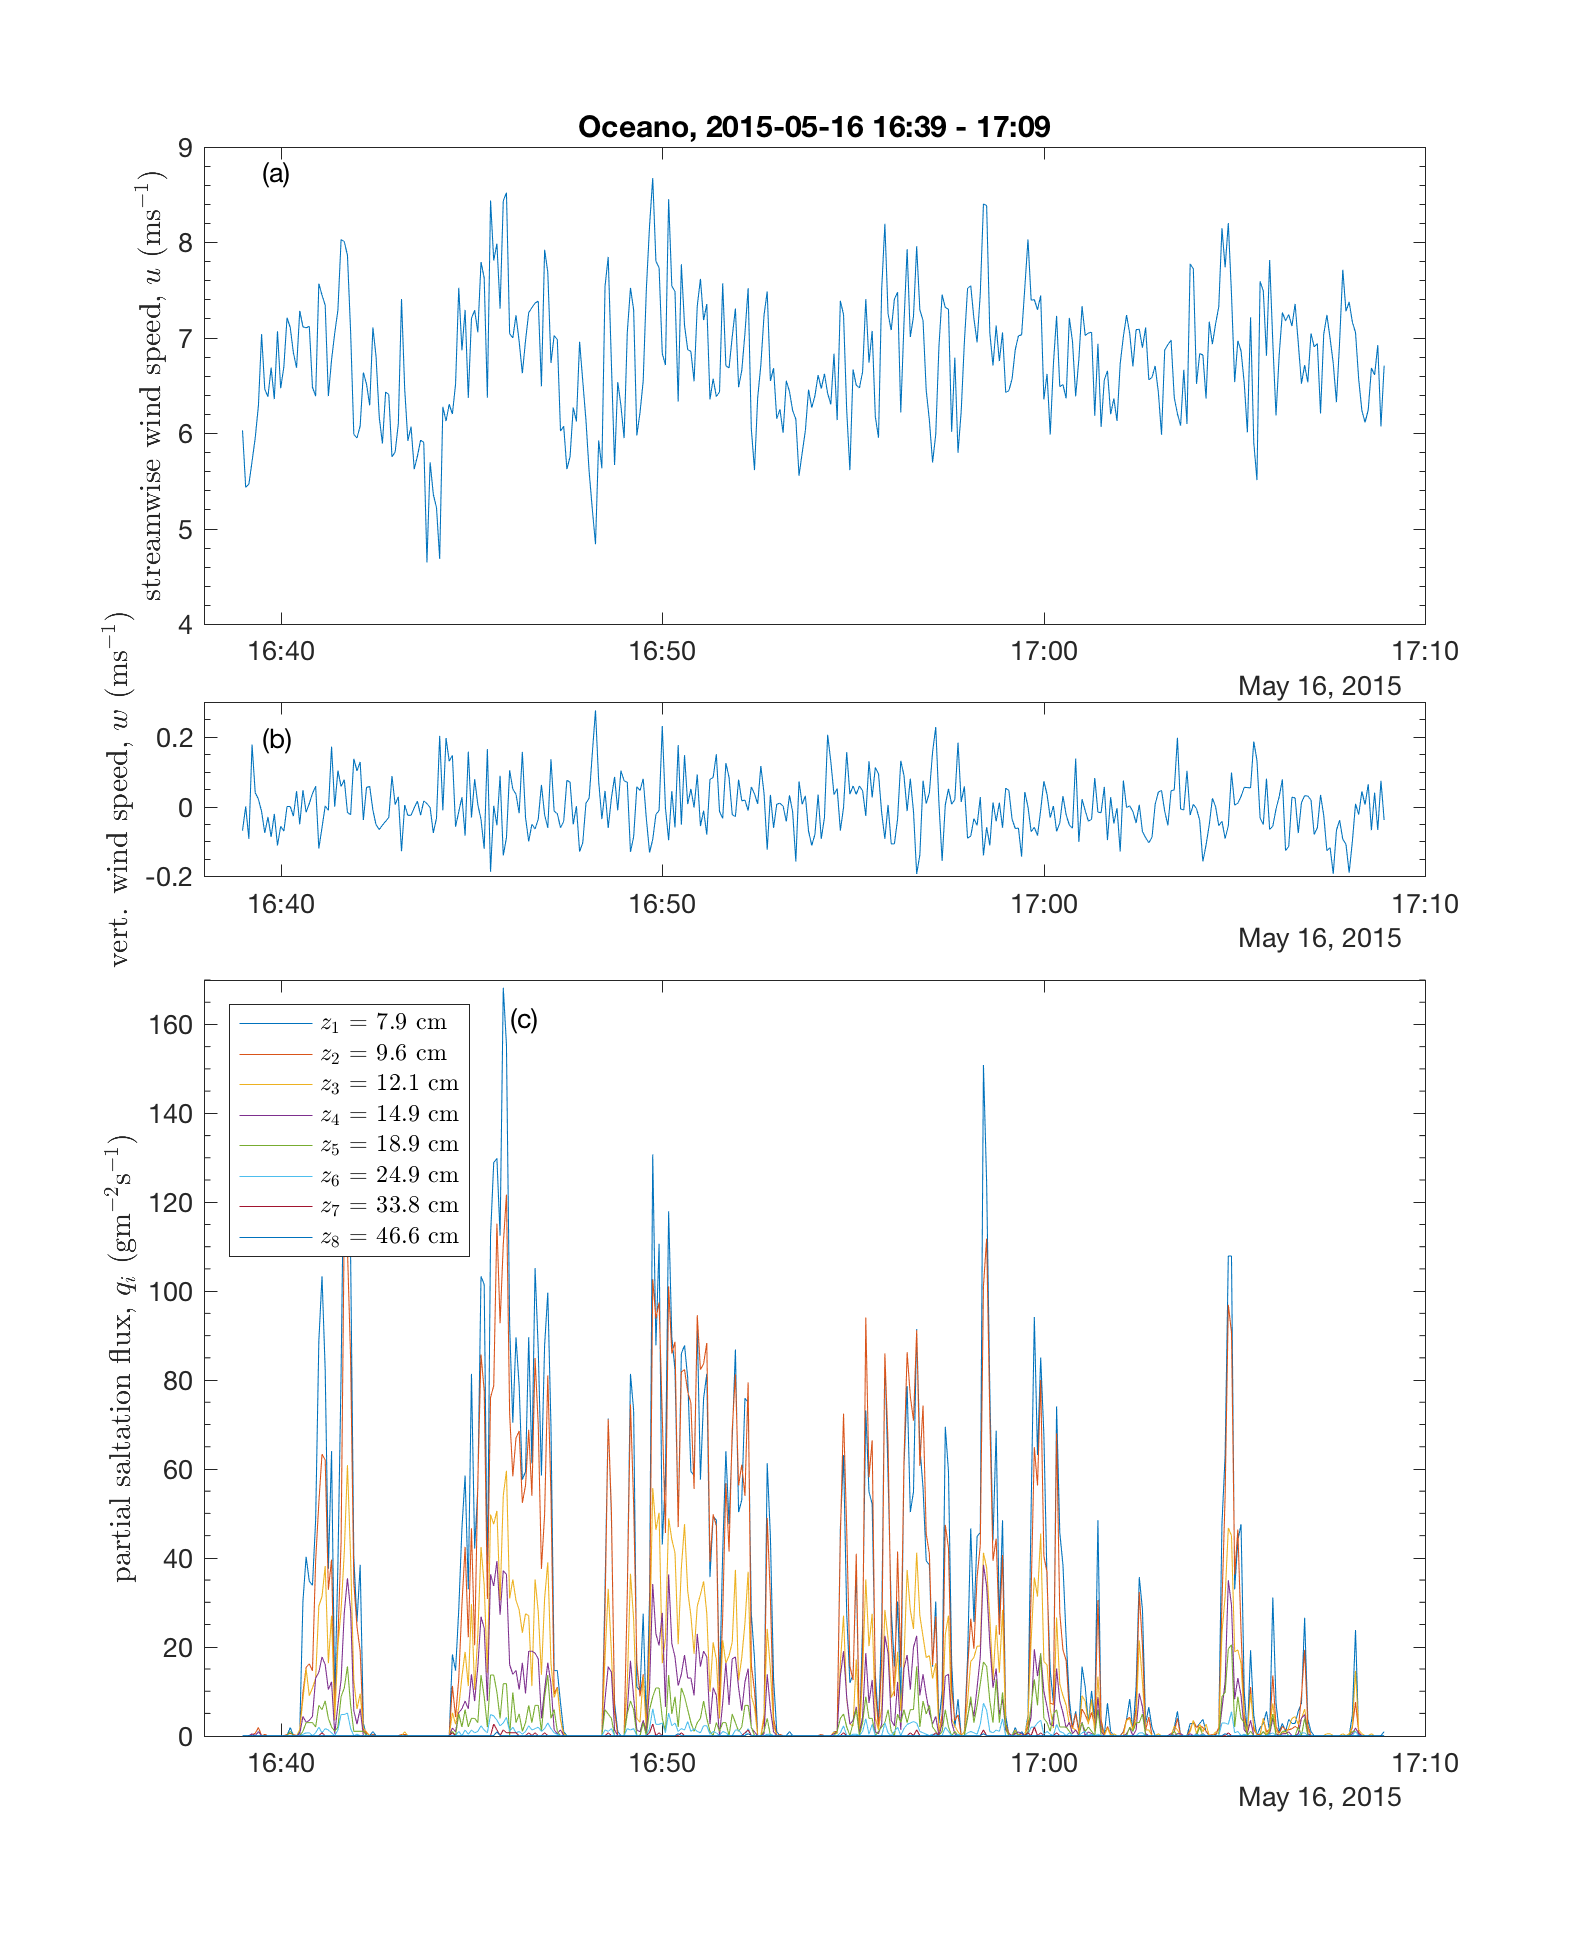 Oceano, 2015-05-16 16:39 - 17:09
(a)
streamwise wind speed, u (ms⁻¹)
9
8
7
6
5
4
16:40 16:50 17:00 17:10
May 16, 2015
(b)
vert. wind speed, w (ms⁻¹)
0.2
0
-0.2
16:40 16:50 17:00 17:10
May 16, 2015
(c)
partial saltation flux, qᵢ (gm⁻²s⁻¹)
160
140
120
100
80
60
40
20
0
z₁ = 7.9 cm
z₂ = 9.6 cm
z₃ = 12.1 cm
z₄ = 14.9 cm
z₅ = 18.9 cm
z₆ = 24.9 cm
z₇ = 33.8 cm
z₈ = 46.6 cm
16:40 16:50 17:00 17:10
May 16, 2015